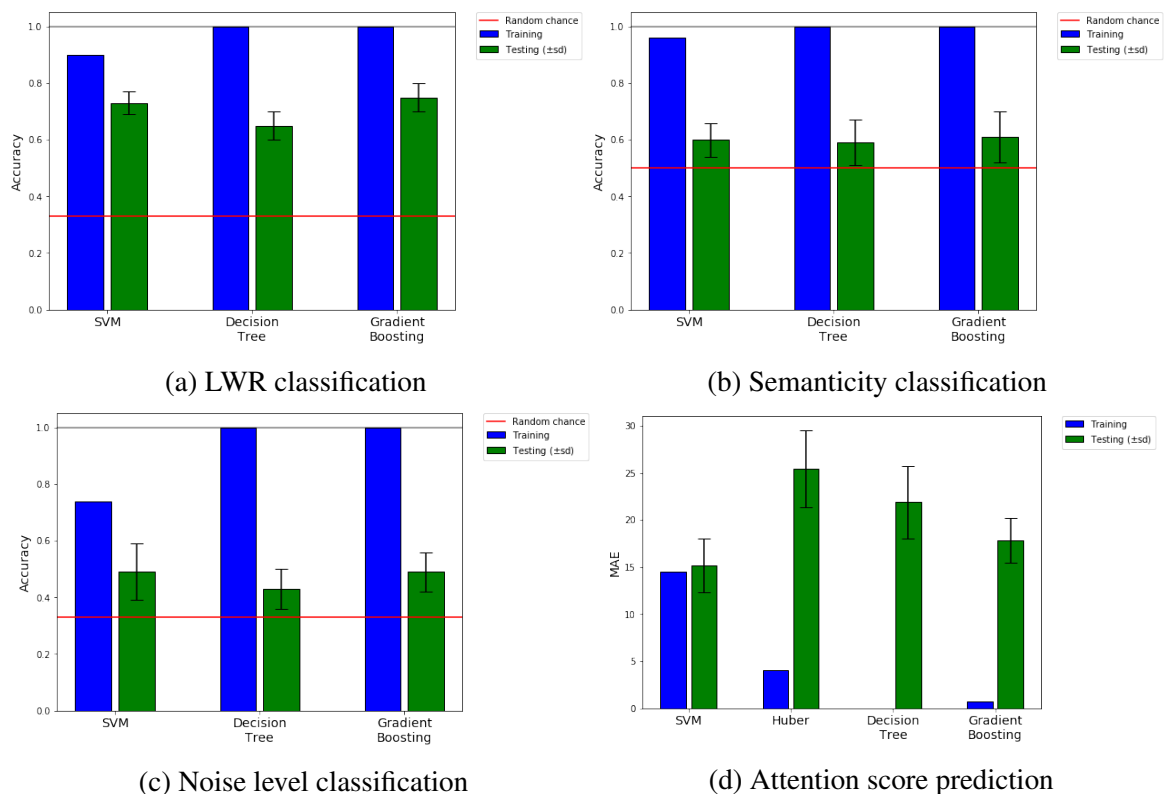 1.0
0.8
0.6
0.4
0.2
0.0
Accuracy
SVM
Decision
Tree
Gradient
Boosting
Random chance
Training
Testing (±sd)
(a) LWR classification
1.0
0.8
0.6
0.4
0.2
0.0
Accuracy
SVM
Decision
Tree
Gradient
Boosting
Random chance
Training
Testing (±sd)
(b) Semanticity classification
1.0
0.8
0.6
0.4
0.2
0.0
Accuracy
SVM
Decision
Tree
Gradient
Boosting
Random chance
Training
Testing (±sd)
(c) Noise level classification
30
25
20
15
10
5
0
MAE
SVM
Huber
Decision
Tree
Gradient
Boosting
Training
Testing (±sd)
(d) Attention score prediction